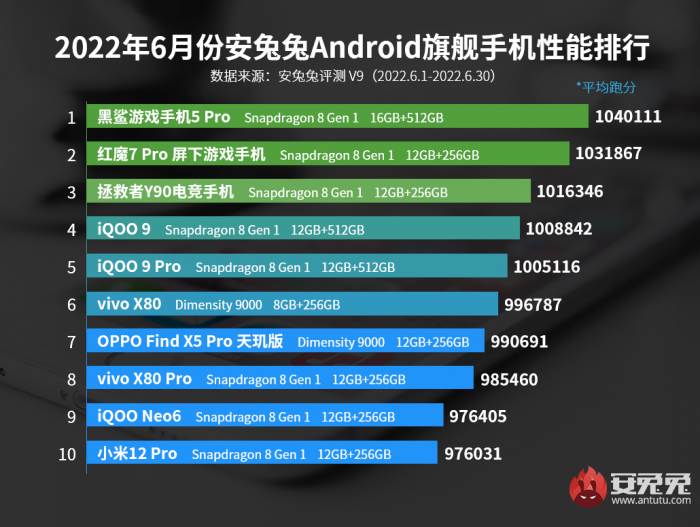 2022年6月份安兔兔Android旗舰手机性能排行
数据来源：安兔兔评测 V9（2022.6.1-2022.6.30）
*平均跑分
1 黑鲨游戏手机5 Pro Snapdragon 8 Gen 1 16GB+512GB 1040111
2 红魔7 Pro 屏下游戏手机 Snapdragon 8 Gen 1 12GB+256GB 1031867
3 拯救者Y90电竞手机 Snapdragon 8 Gen 1 12GB+256GB 1016346
4 iQOO 9 Snapdragon 8 Gen 1 12GB+512GB 1008842
5 iQOO 9 Pro Snapdragon 8 Gen 1 12GB+512GB 1005116
6 vivo X80 Dimensity 9000 8GB+256GB 996787
7 OPPO Find X5 Pro 天玑版 Dimensity 9000 12GB+256GB 990691
8 vivo X80 Pro Snapdragon 8 Gen 1 12GB+256GB 985460
9 iQOO Neo6 Snapdragon 8 Gen 1 12GB+256GB 976405
10 小米12 Pro Snapdragon 8 Gen 1 12GB+256GB 976031
安兔兔
www.antutu.com